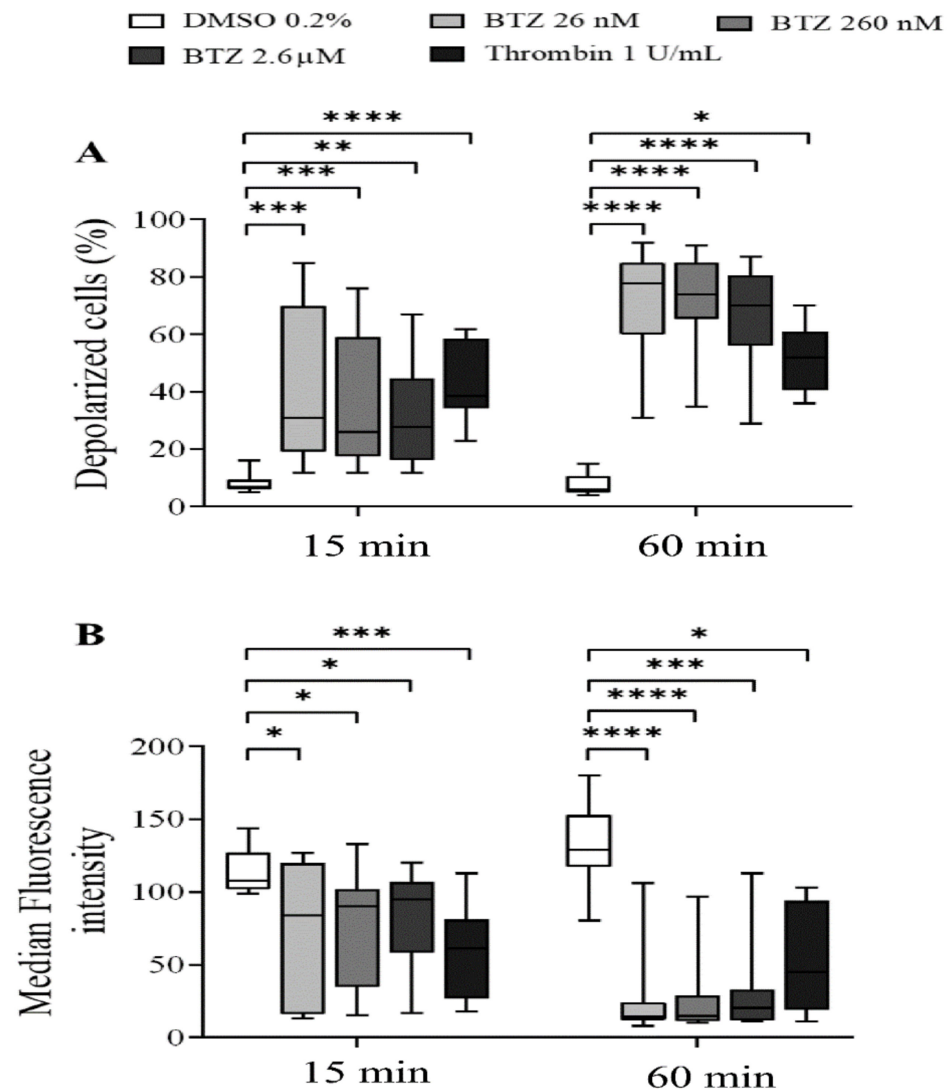 DMSO 0.2% BTZ 26 nM BTZ 260 nM
BTZ 2.6µM Thrombin 1 U/mL
A
**** *
** ****
*** ****
*** ****
Depolarized cells (%)
100
80
60
40
20
0
15 min 60 min
B
*** *
* ***
* ****
* ****
Median Fluorescence
intensity
200
150
100
50
0
15 min 60 min